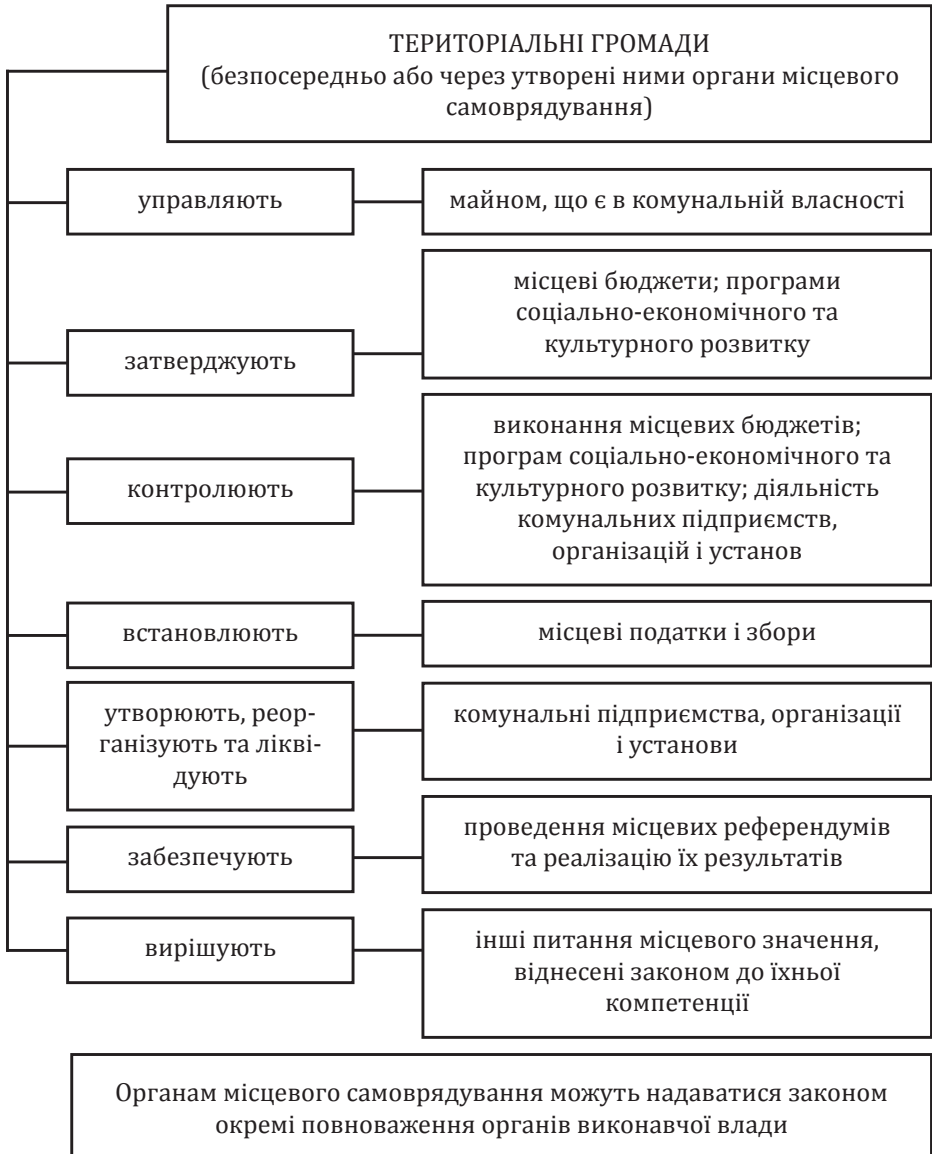 ТЕРИТОРІАЛЬНІ ГРОМАДИ
(безпосередньо або через утворені ними органи місцевого
самоврядування)
управляють
майном, що є в комунальній власності
затверджують
місцеві бюджети; програми
соціально-економічного та
культурного розвитку
контролюють
виконання місцевих бюджетів;
програм соціально-економічного та
культурного розвитку; діяльність
комунальних підприємств,
організацій і установ
встановлюють
місцеві податки і збори
утворюють, реор-
ганізують та лікві-
дують
комунальні підприємства, організації
і установи
забезпечують
проведення місцевих референдумів
та реалізацію їх результатів
вирішують
інші питання місцевого значення,
віднесені законом до їхньої
компетенції
Органам місцевого самоврядування можуть надаватися законом
окремі повноваження органів виконавчої влади